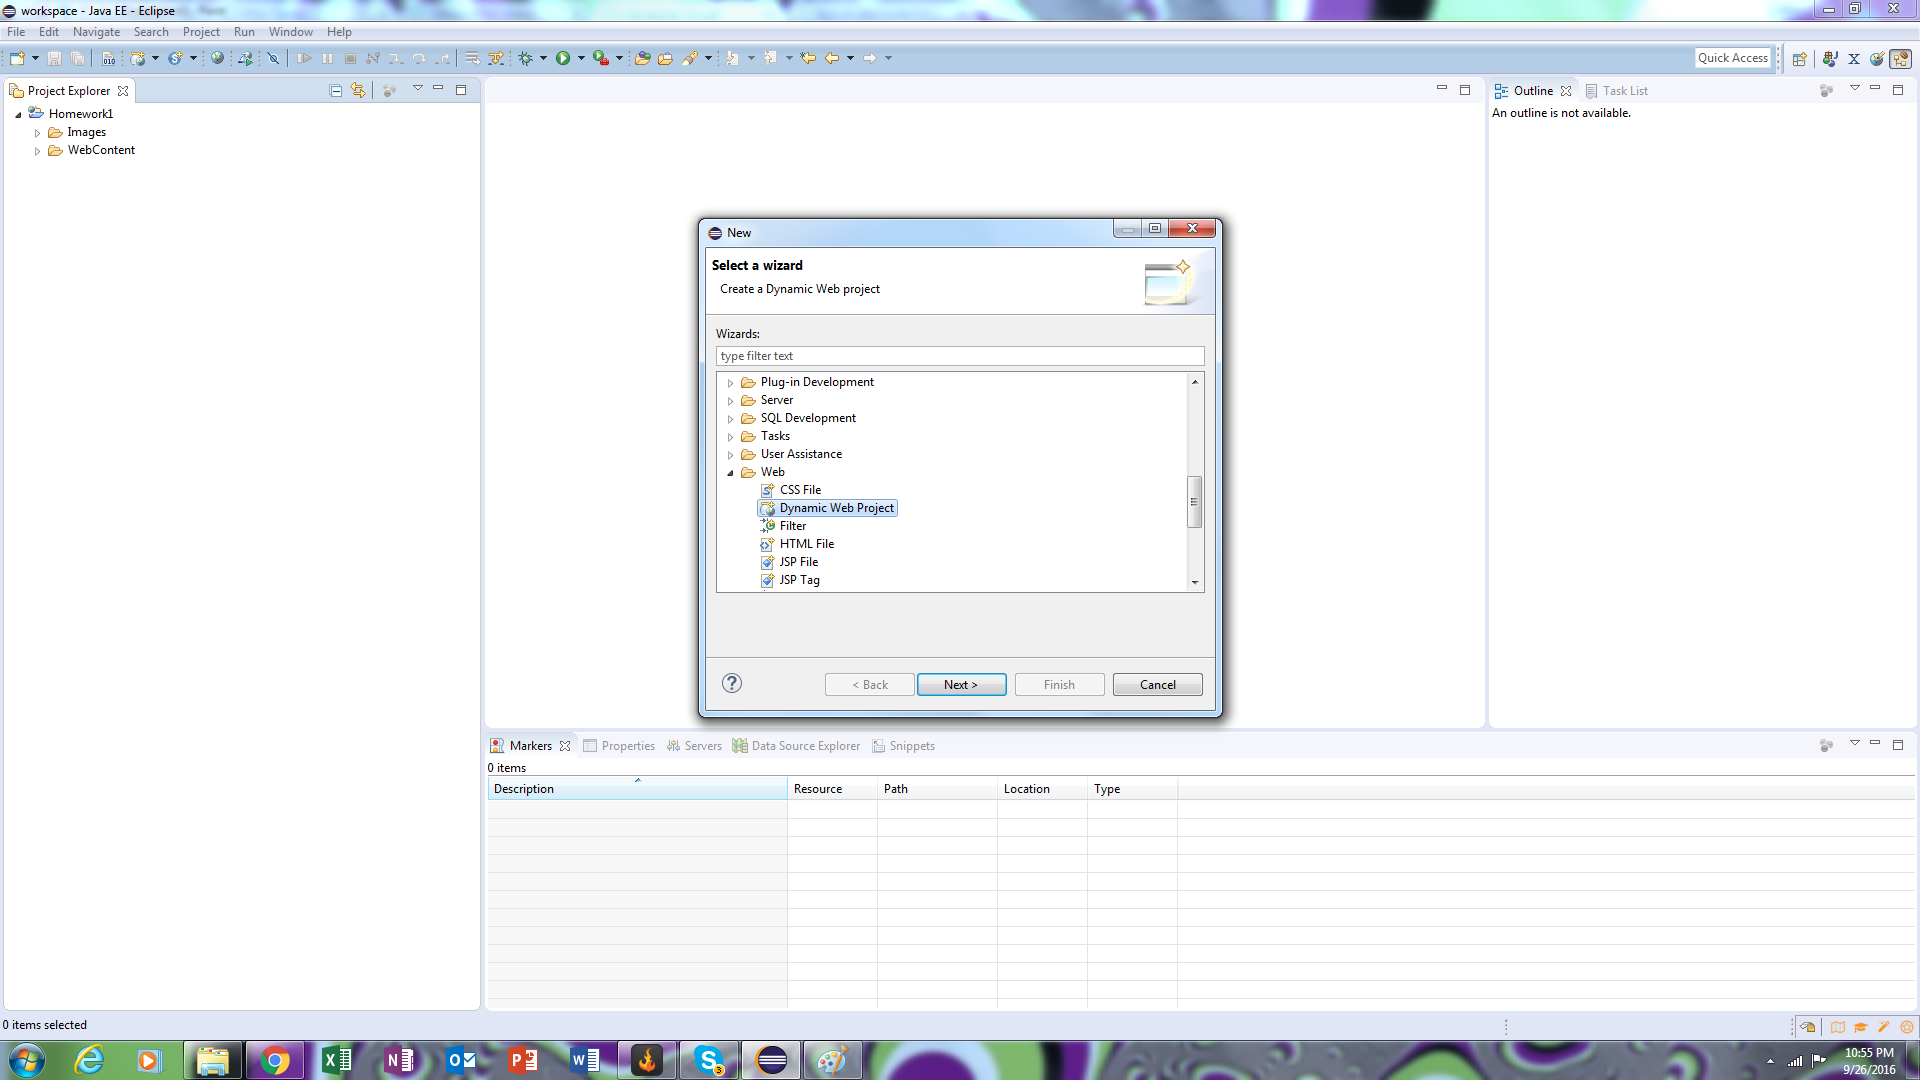 workspace - Java EE - Eclipse
File Edit Navigate Search Project Run Window Help
Quick Access
Project Explorer
Homework1
Images
WebContent
Outline Task List
An outline is not available.
New
Select a wizard
Create a Dynamic Web project
Wizards:
type filter text
Plug-in Development
Server
SQL Development
Tasks
User Assistance
Web
CSS File
Dynamic Web Project
Filter
HTML File
JSP File
JSP Tag
< Back Next > Finish Cancel
Markers Properties Servers Data Source Explorer Snippets
0 items
Description Resource Path Location Type
0 items selected
10:55 PM
9/26/2016